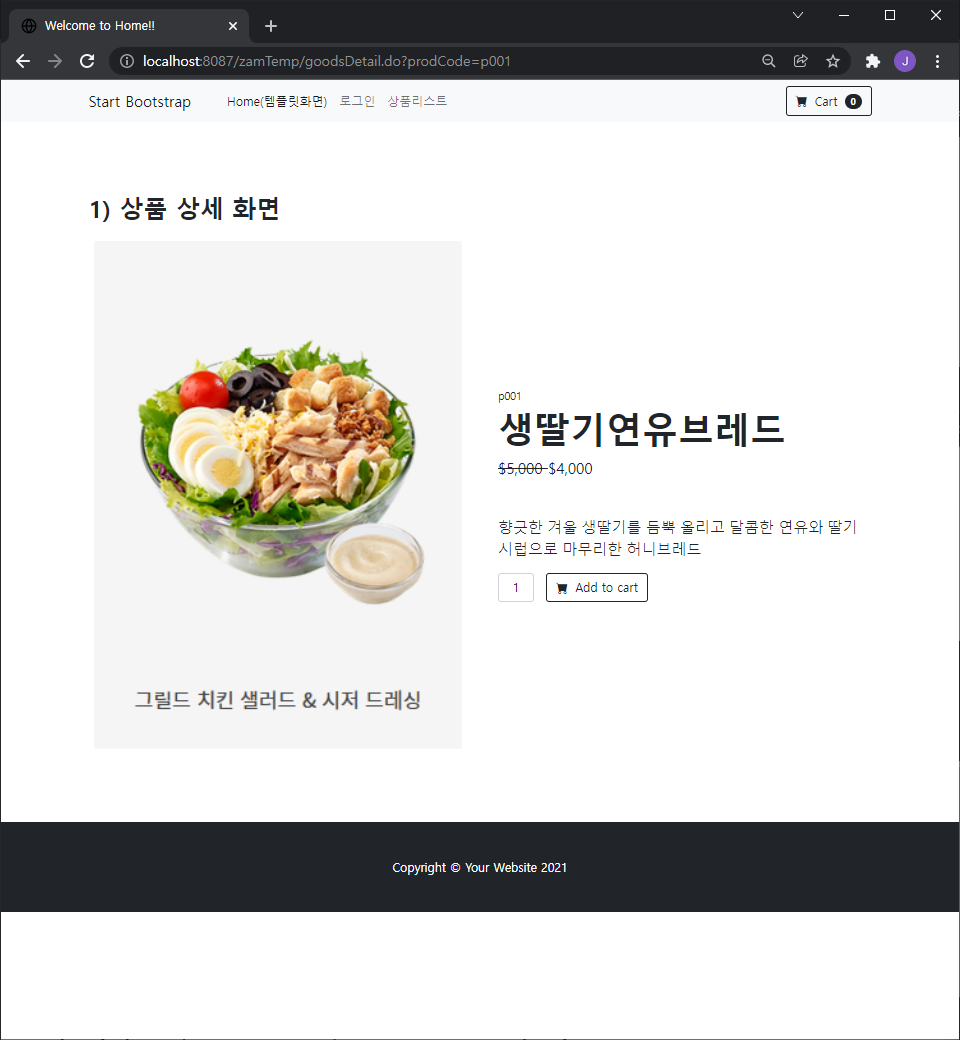 Welcome to Home!!
localhost:8087/zamTemp/goodsDetail.do?prodCode=p001
J
Start Bootstrap
Home(템플릿화면)
로그인
상품리스트
Cart 0
1) 상품 상세 화면
p001
생딸기연유브레드
$5,000 $4,000
향긋한 겨울 생딸기를 듬뿍 올리고 달콤한 연유와 딸기
시럽으로 마무리한 허니브레드
1
Add to cart
그릴드 치킨 샐러드 & 시저 드레싱
Copyright © Your Website 2021